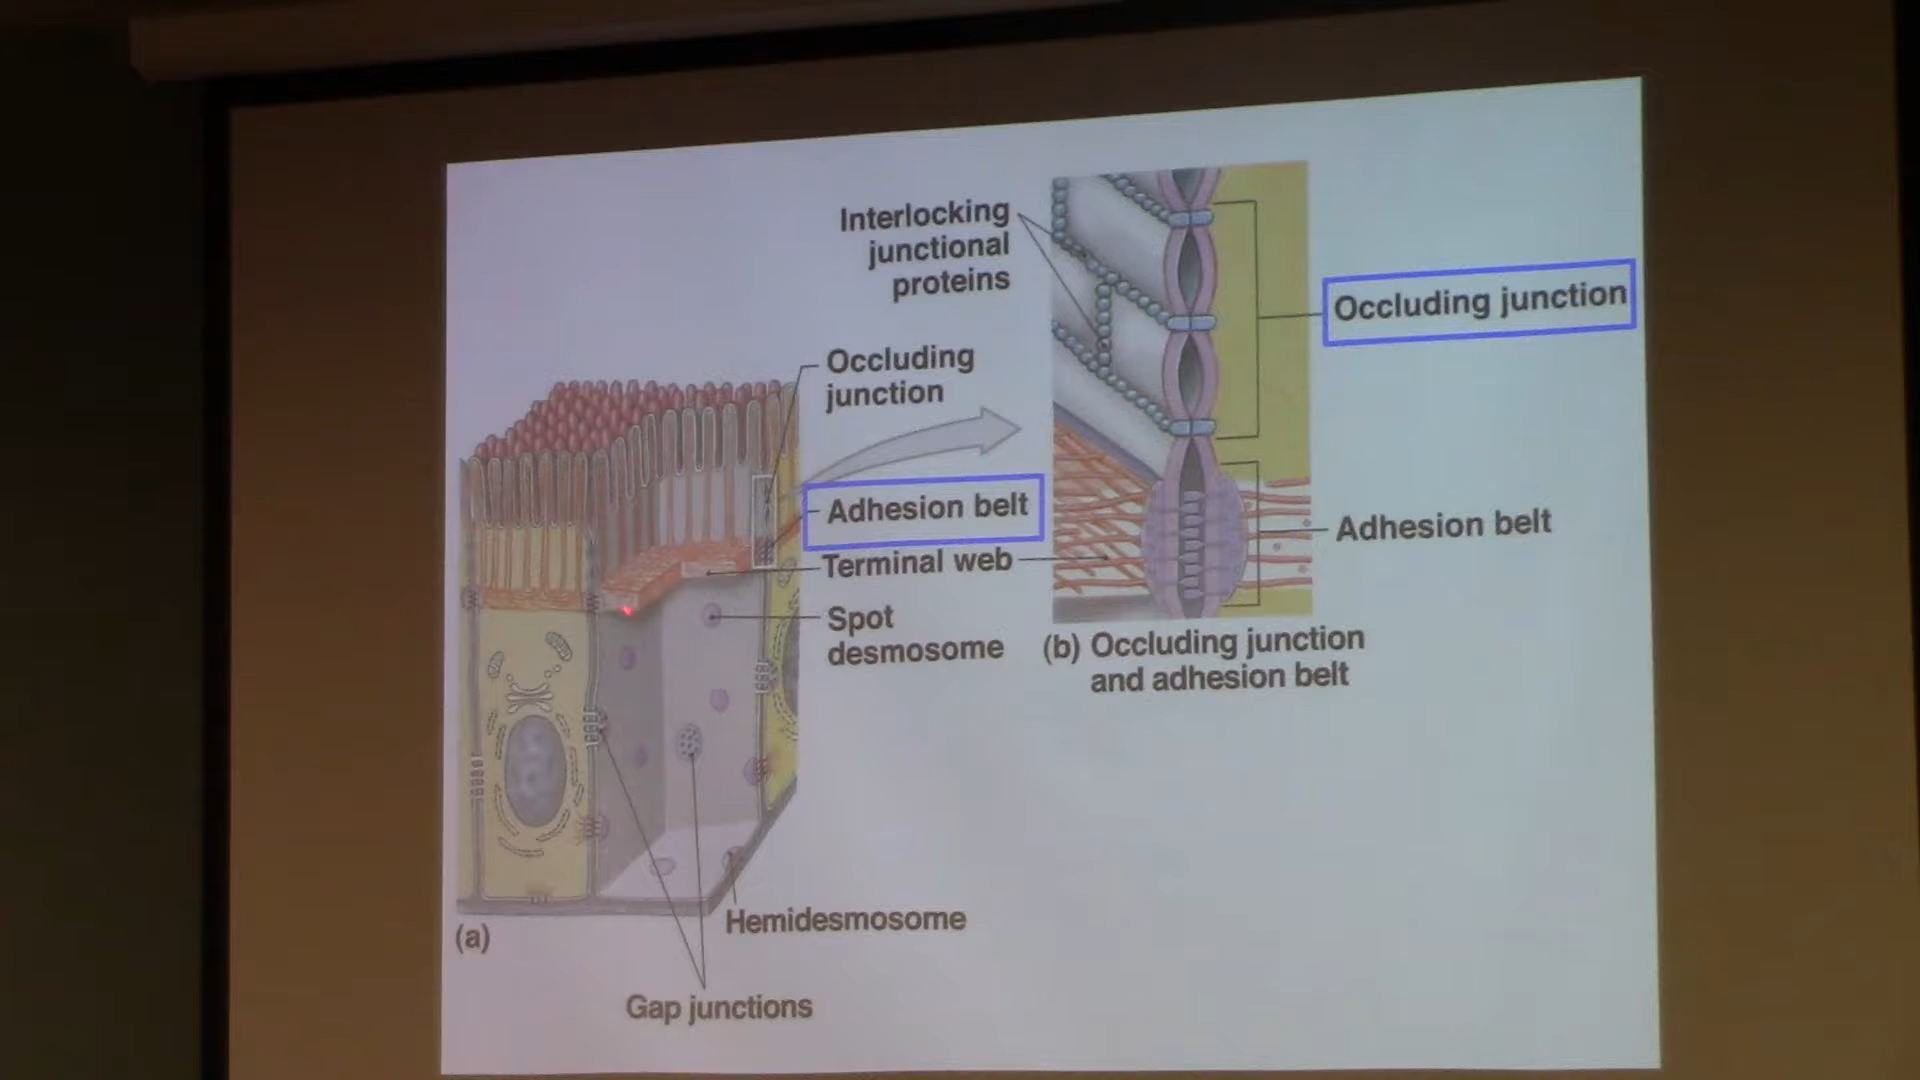 Interlocking
junctional
proteins
Occluding junction
Occluding
junction
Adhesion belt
Adhesion belt
Terminal web
Spot
desmosome
(b) Occluding junction
and adhesion belt
Hemidesmosome
(a)
Gap junctions